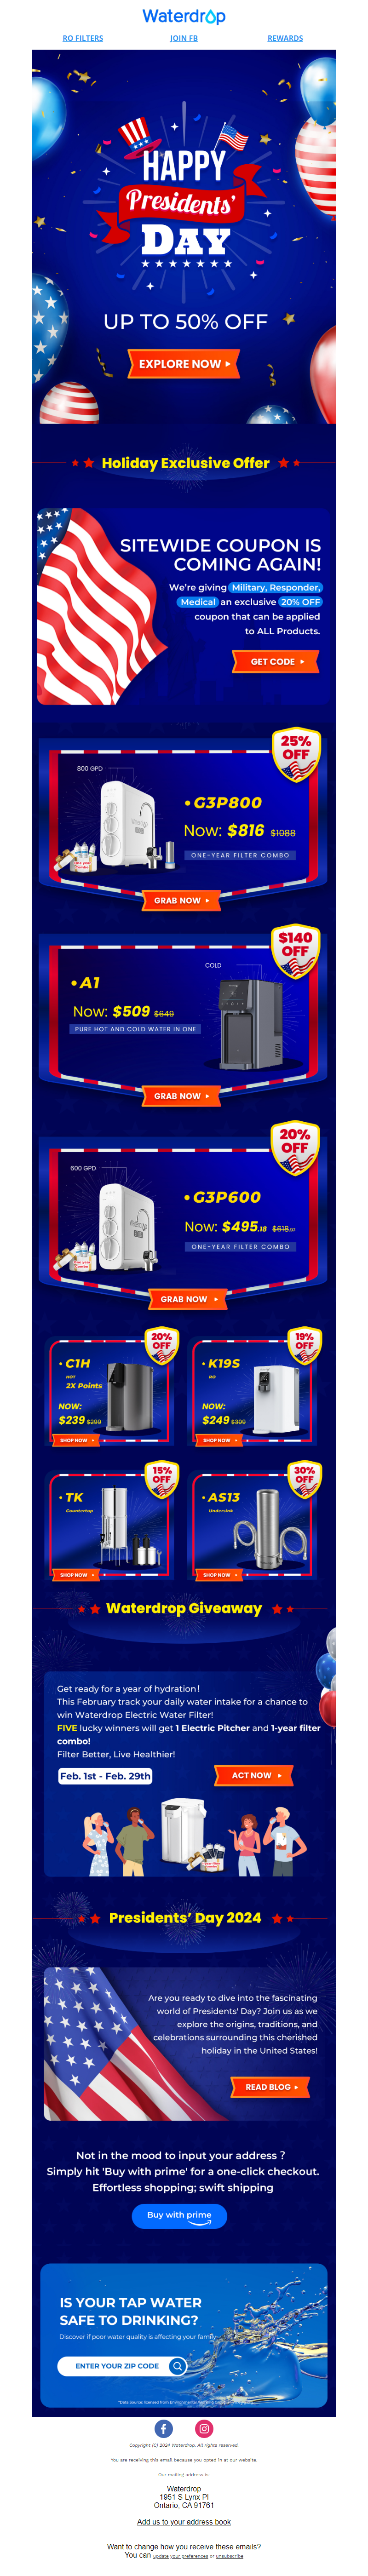 Waterdrop
RO FILTERS JOIN FB REWARDS
HAPPY
Presidents'
DAY
UP TO 50% OFF
EXPLORE NOW
Holiday Exclusive Offer
SITEWIDE COUPON IS
COMING AGAIN!
We're giving Military, Responder,
Medical an exclusive 20% OFF
coupon that can be applied
to ALL Products.
GET CODE
25%
OFF
800 GPD
• G3P800
Now: $816 $1088
ONE-YEAR FILTER COMBO
GRAB NOW
$140
OFF
COLD
• A1
Now: $509 $649
PURE HOT AND COLD WATER IN ONE
GRAB NOW
20%
OFF
600 GPD
• G3P600
Now: $495.18 $618.97
ONE-YEAR FILTER COMBO
GRAB NOW
20%
OFF
• C1H
HOT
2X Points
NOW:
$239 $299
SHOP NOW
19%
OFF
• K19S
RO
NOW:
$249 $309
SHOP NOW
15%
OFF
• TK
Countertop
SHOP NOW
30%
OFF
• AS13
Undersink
SHOP NOW
Waterdrop Giveaway
Get ready for a year of hydration!
This February track your daily water intake for a chance to
win Waterdrop Electric Water Filter!
FIVE lucky winners will get 1 Electric Pitcher and 1-year filter
combo!
Filter Better, Live Healthier!
Feb. 1st - Feb. 29th
ACT NOW
Presidents' Day 2024
Are you ready to dive into the fascinating
world of Presidents' Day? Join us as we
explore the origins, traditions, and
celebrations surrounding this cherished
holiday in the United States!
READ BLOG
Not in the mood to input your address ?
Simply hit 'Buy with prime' for a one-click checkout.
Effortless shopping; swift shipping
Buy with prime
IS YOUR TAP WATER
SAFE TO DRINKING?
Discover if poor water quality is affecting your family
ENTER YOUR ZIP CODE
*Data Source: licensed from Environmental
Copyright (C) 2024 Waterdrop. All rights reserved.
You are receiving this email because you opted in at our website.
Our mailing address is:
Waterdrop
1951 S Lynx Pl
Ontario, CA 91761
Add us to your address book
Want to change how you receive these emails?
You can update your preferences or unsubscribe